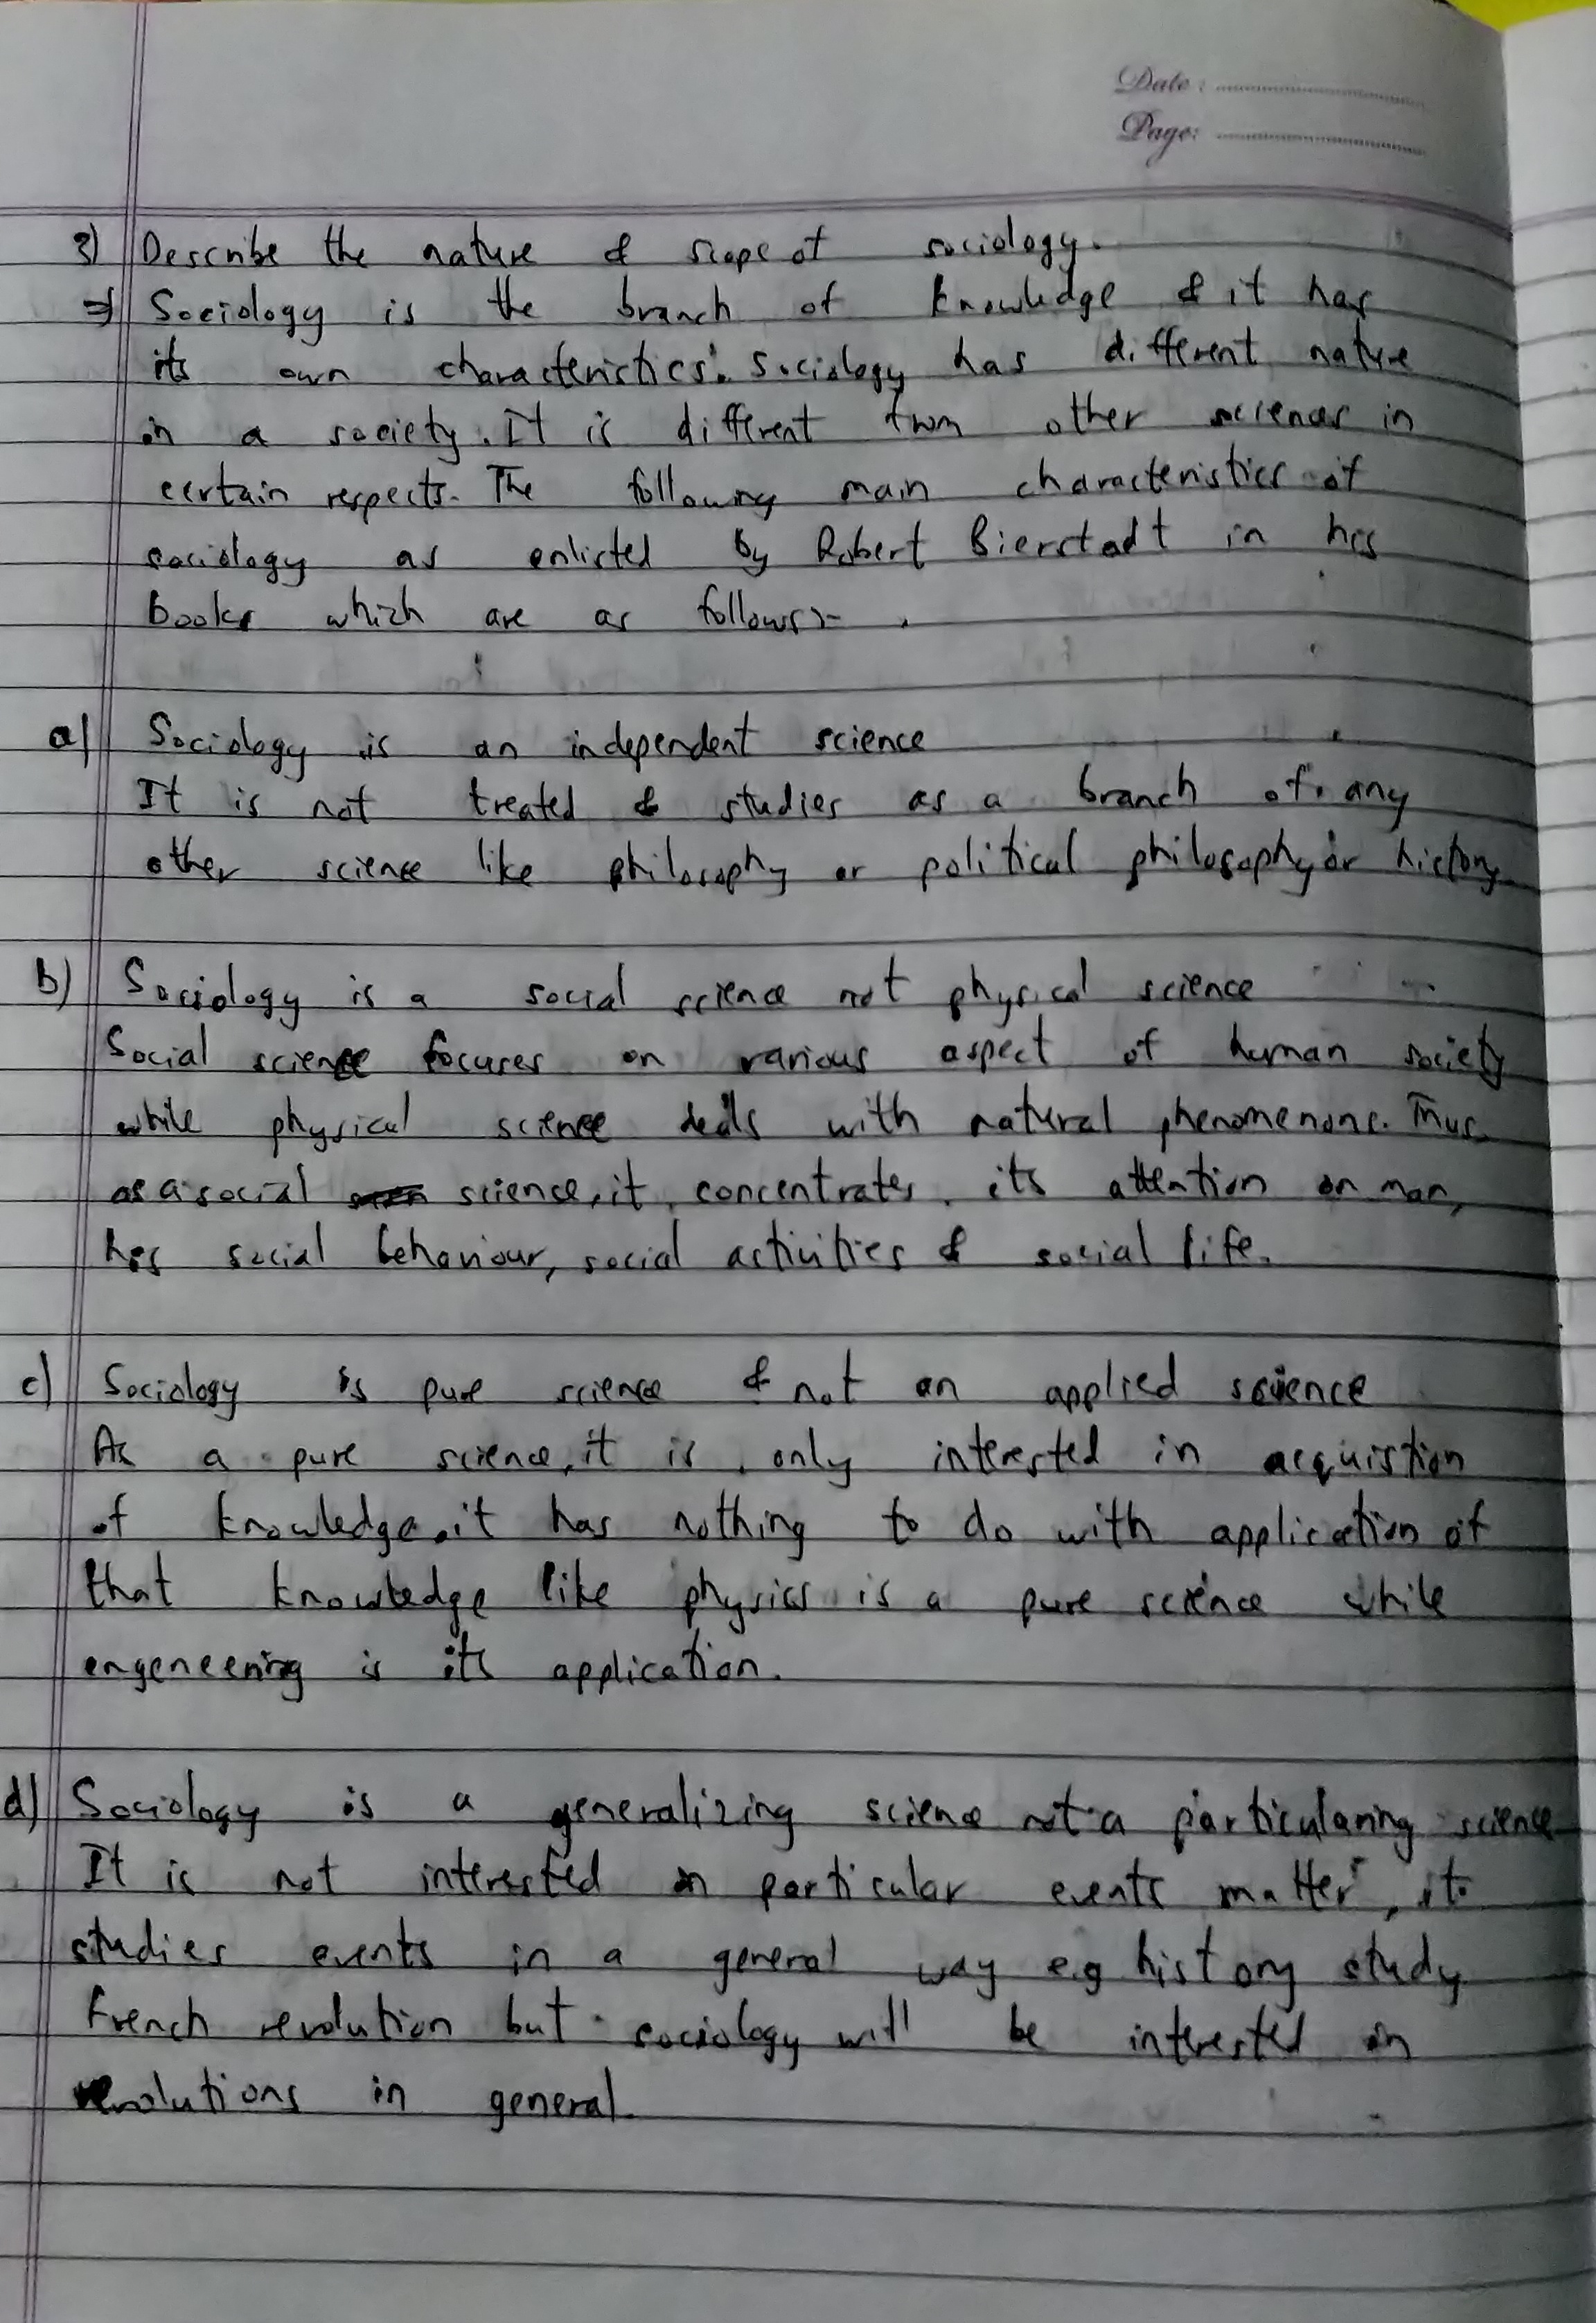 Date :
Page:
3) Describe the nature & scope of sociology.
⇒ Sociology is the branch of knowledge & it has
its own characteristics. Sociology has different nature
in a society. It is different from other sciences in
certain respects. The following main characteristics of
sociology as enlisted by Robert Bierstadt in his
books which are as follows:-
a) Sociology is an independent science
It is not treated & studies as a branch of any
other science like philosophy or political philosophy or history
b) Sociology is a social science not physical science
Social science focuses on various aspect of human society
while physical science deals with natural phenomenons. Thus
as a social science, it concentrates its attention on man,
his social behaviour, social activities & social life.
c) Sociology is pure science & not an applied science
As a pure science, it is only interested in acquistion
of knowledge, it has nothing to do with application of
that knowledge like physics is a pure science while
engeneering is its application.
d) Sociology is a generalizing science not a particularing science
It is not interested in particular events matter, it
studies events in a general way e.g history study
French revolution but sociology will be interested in
revolutions in general.